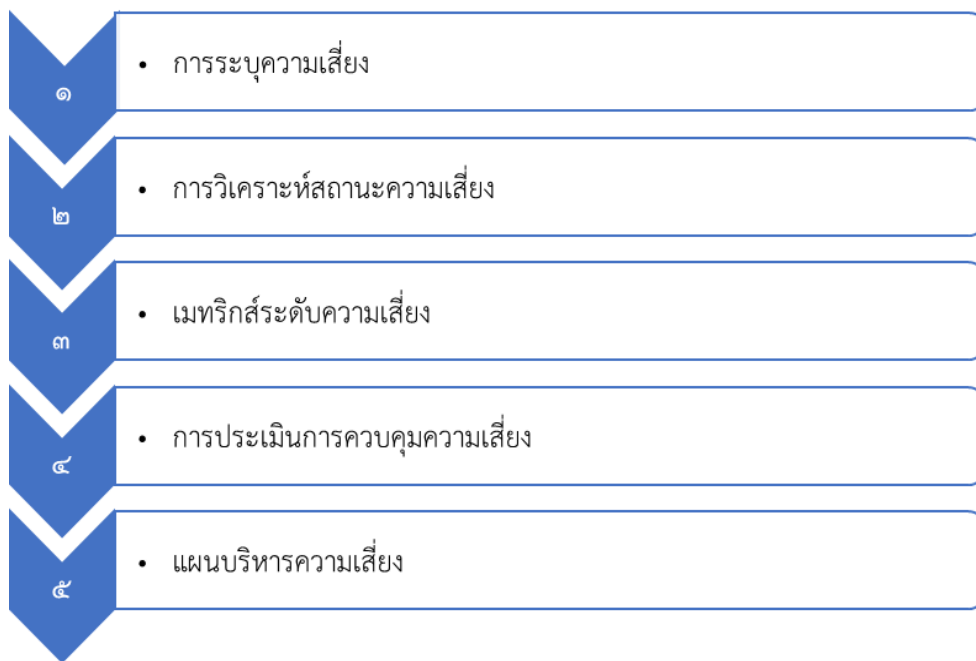 ๑
• การระบุความเสี่ยง
๒
• การวิเคราะห์สถานะความเสี่ยง
๓
• เมทริกส์ระดับความเสี่ยง
๔
• การประเมินการควบคุมความเสี่ยง
๕
• แผนบริหารความเสี่ยง